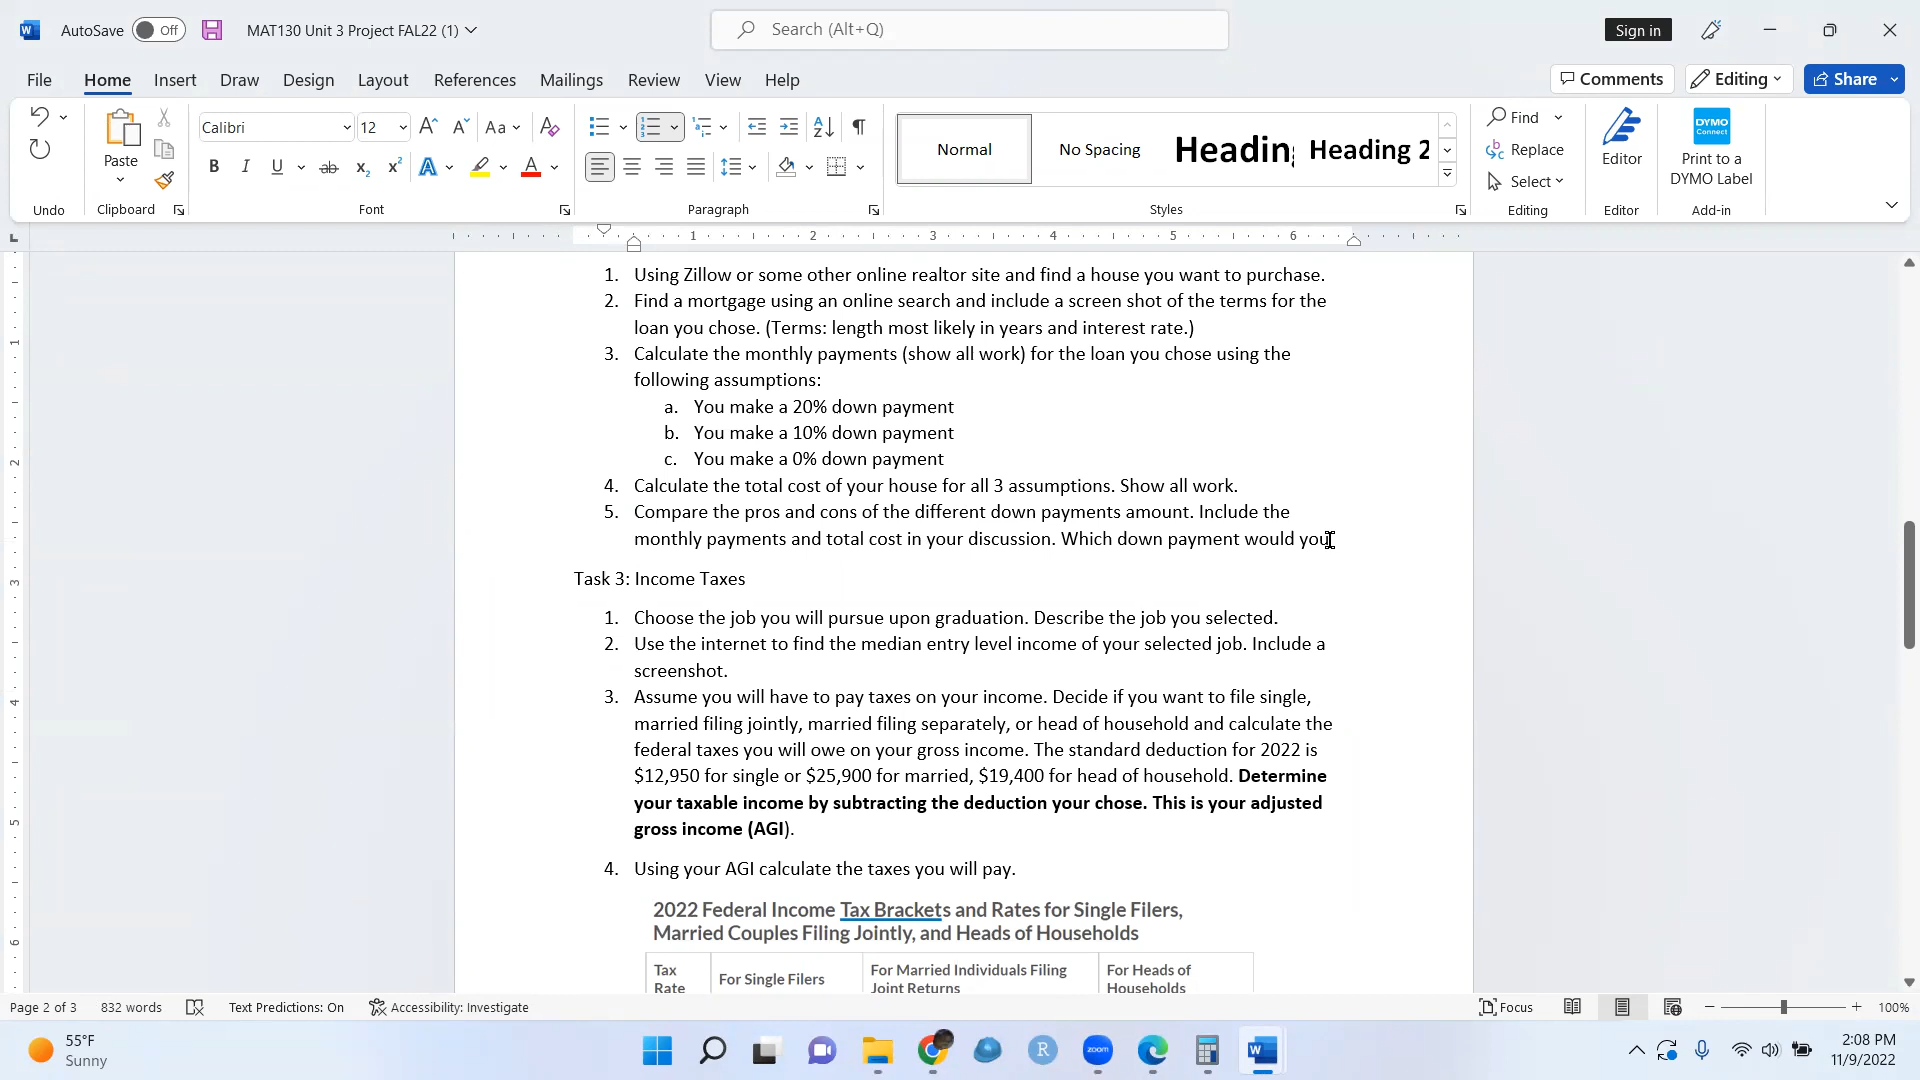 AutoSave Off MAT130 Unit 3 Project FAL22 (1) Search (Alt+Q) Sign in
File Home Insert Draw Design Layout References Mailings Review View Help Comments Editing Share
Paste
Calibri 12 Aa
B I U ab x₂ x² A A
Normal No Spacing Heading Heading 2
Find
Replace
Select
Editor
DYMO Connect
Print to a
DYMO Label
Undo Clipboard Font Paragraph Styles Editing Editor Add-in
1 2 3 4 5 6
1. Using Zillow or some other online realtor site and find a house you want to purchase.
2. Find a mortgage using an online search and include a screen shot of the terms for the
loan you chose. (Terms: length most likely in years and interest rate.)
3. Calculate the monthly payments (show all work) for the loan you chose using the
following assumptions:
a. You make a 20% down payment
b. You make a 10% down payment
c. You make a 0% down payment
4. Calculate the total cost of your house for all 3 assumptions. Show all work.
5. Compare the pros and cons of the different down payments amount. Include the
monthly payments and total cost in your discussion. Which down payment would you
Task 3: Income Taxes
1. Choose the job you will pursue upon graduation. Describe the job you selected.
2. Use the internet to find the median entry level income of your selected job. Include a
screenshot.
3. Assume you will have to pay taxes on your income. Decide if you want to file single,
married filing jointly, married filing separately, or head of household and calculate the
federal taxes you will owe on your gross income. The standard deduction for 2022 is
$12,950 for single or $25,900 for married, $19,400 for head of household. Determine
your taxable income by subtracting the deduction your chose. This is your adjusted
gross income (AGI).
4. Using your AGI calculate the taxes you will pay.
2022 Federal Income Tax Brackets and Rates for Single Filers,
Married Couples Filing Jointly, and Heads of Households
Tax
Rate
For Single Filers
For Married Individuals Filing
Joint Returns
For Heads of
Households
Page 2 of 3 832 words Text Predictions: On Accessibility: Investigate Focus 100%
55°F
Sunny
R
zoom
2:08 PM
11/9/2022